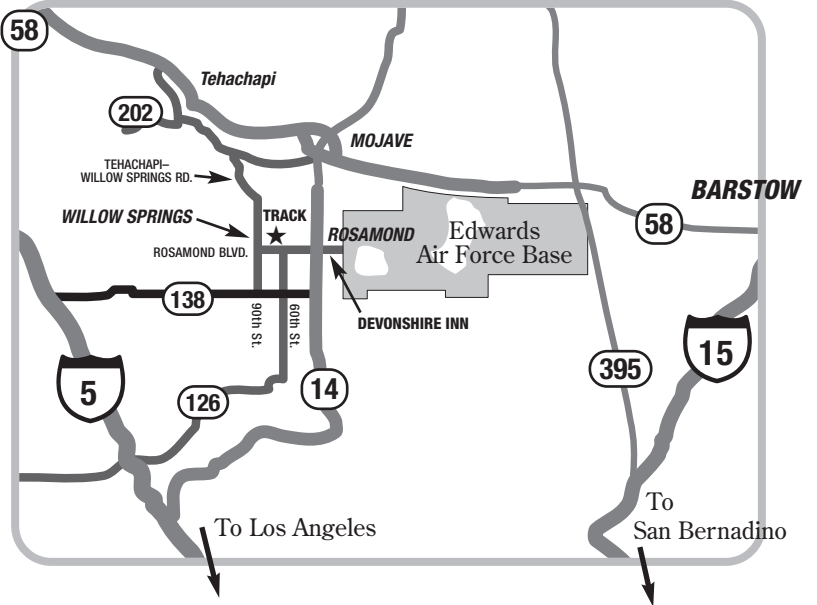 58
Tehachapi
202
MOJAVE
TEHACHAPI–
WILLOW SPRINGS RD.
BARSTOW
WILLOW SPRINGS
TRACK
58
ROSAMOND
Edwards
Air Force Base
ROSAMOND BLVD.
138
90th St.
60th St.
DEVONSHIRE INN
15
395
5
126
14
To
San Bernadino
To Los Angeles